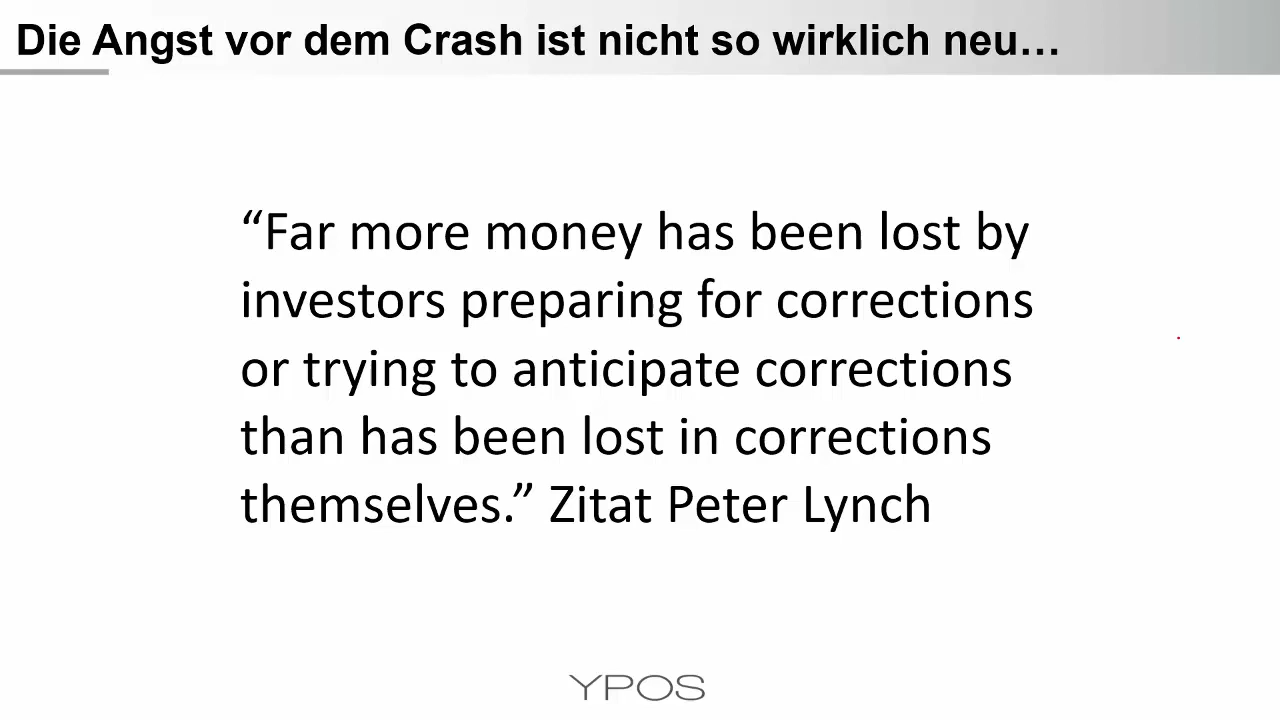 Die Angst vor dem Crash ist nicht so wirklich neu…
“Far more money has been lost by
investors preparing for corrections
or trying to anticipate corrections
than has been lost in corrections
themselves.” Zitat Peter Lynch
YPOS